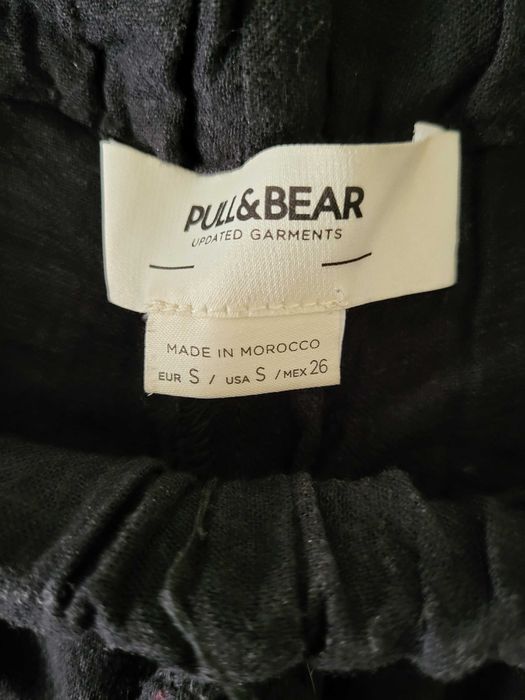 PULL&BEAR
UPDATED GARMENTS
MADE IN MOROCCO
EUR S / USA S / MEX 26